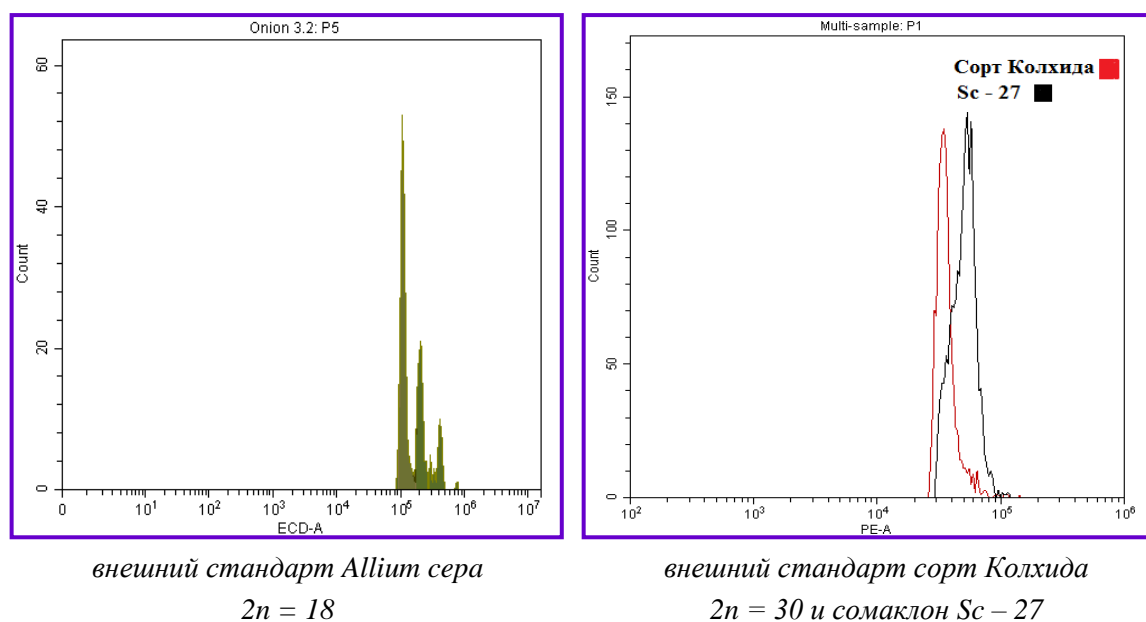 Onion 3.2: P5
60
40
20
0
Count
0
10¹
10²
10³
10⁴
10⁵
10⁶
10⁷
ECD-A
Multi-sample: P1
Сорт Колхида
Sc - 27
150
100
50
0
Count
10²
10³
10⁴
10⁵
10⁶
PE-A
внешний стандарт Allium cepa
2n = 18
внешний стандарт сорт Колхида
2n = 30 и сомаклон Sc – 27